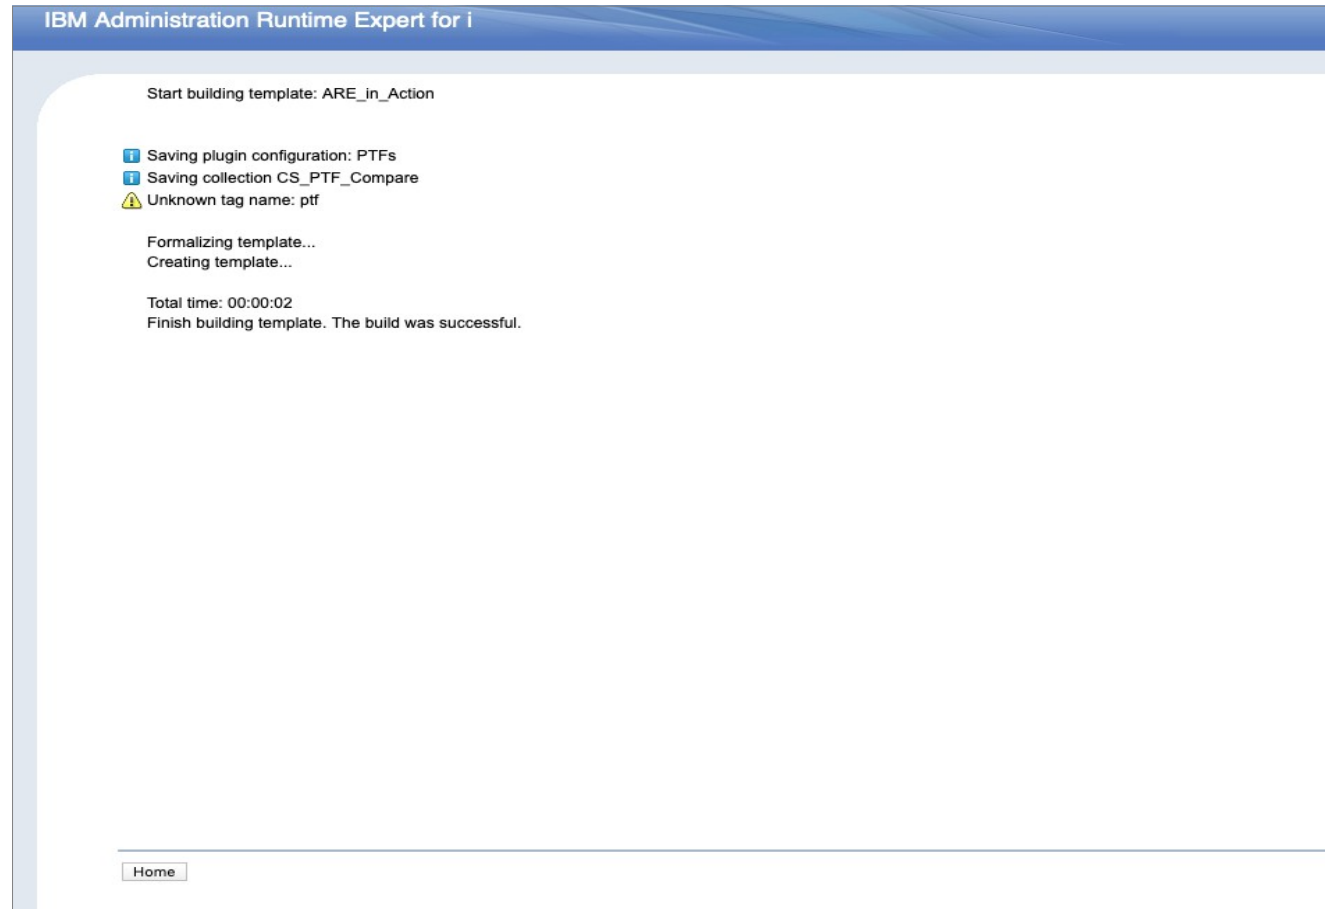 IBM Administration Runtime Expert for i
Start building template: ARE_in_Action
Saving plugin configuration: PTFs
Saving collection CS_PTF_Compare
Unknown tag name: ptf
Formalizing template...
Creating template...
Total time: 00:00:02
Finish building template. The build was successful.
Home